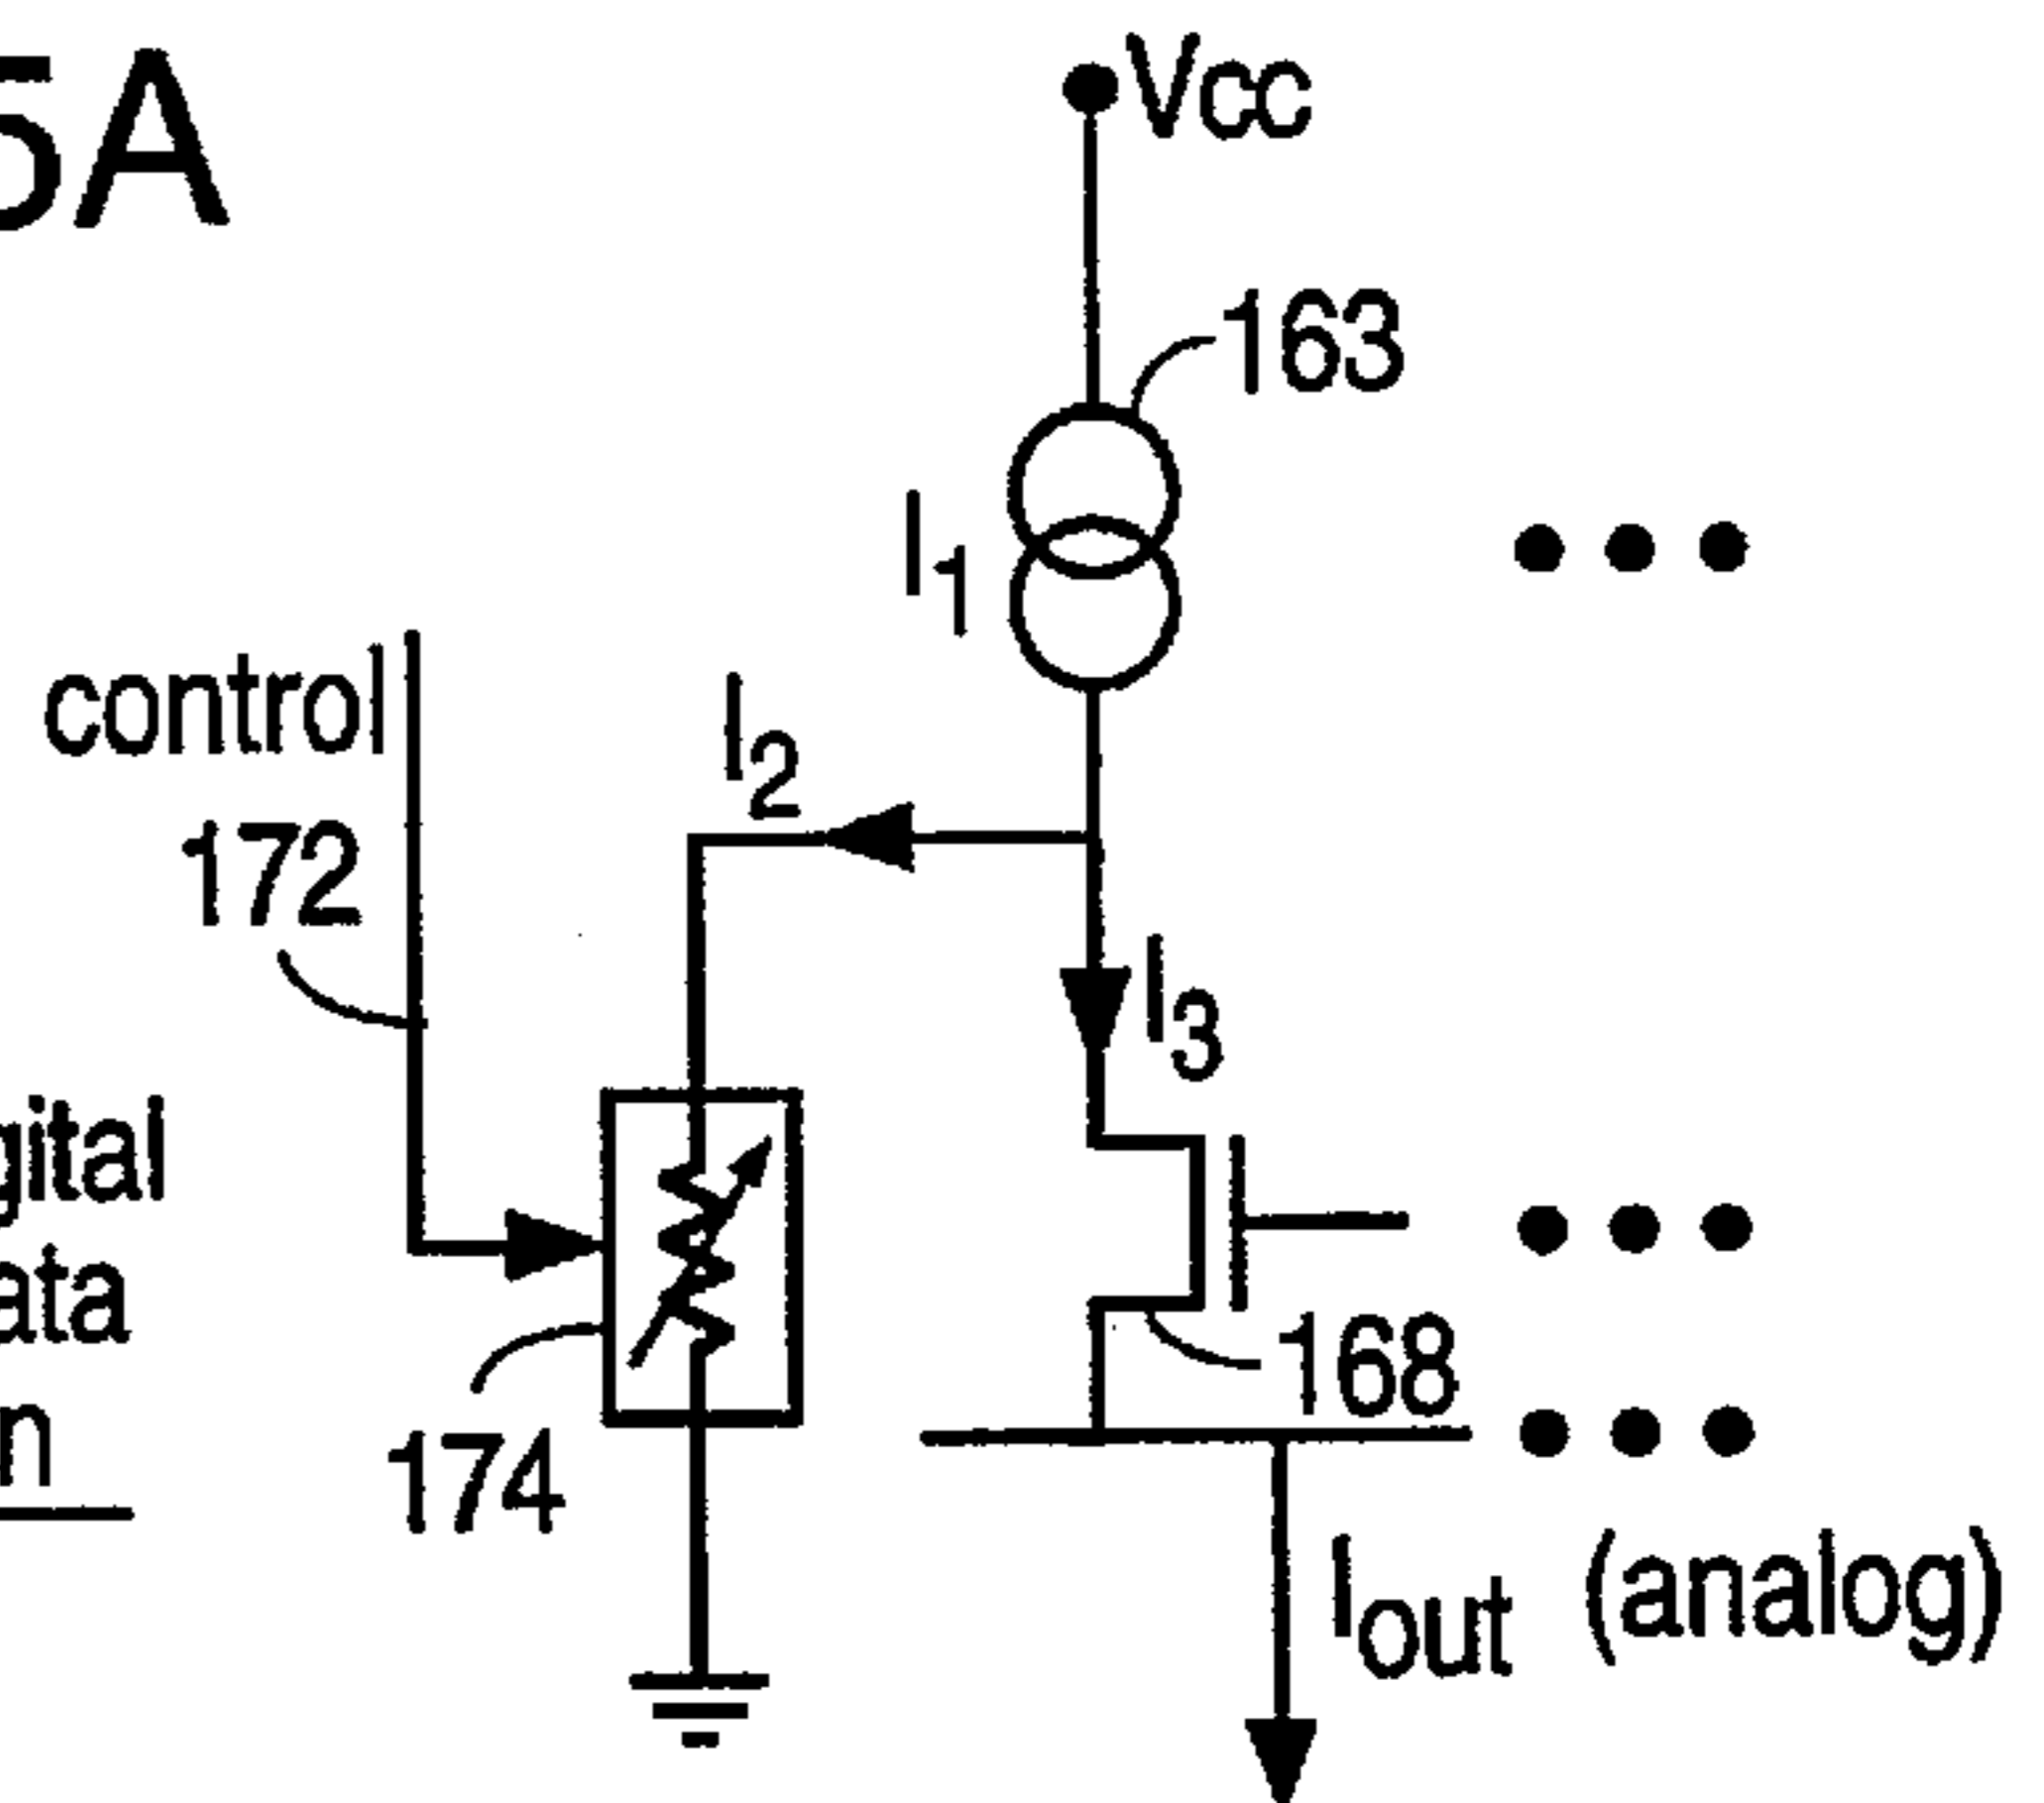 5A
Vcc
163
I1
control
I2
172
I3
gital
ata
168
n
174
Iout (analog)